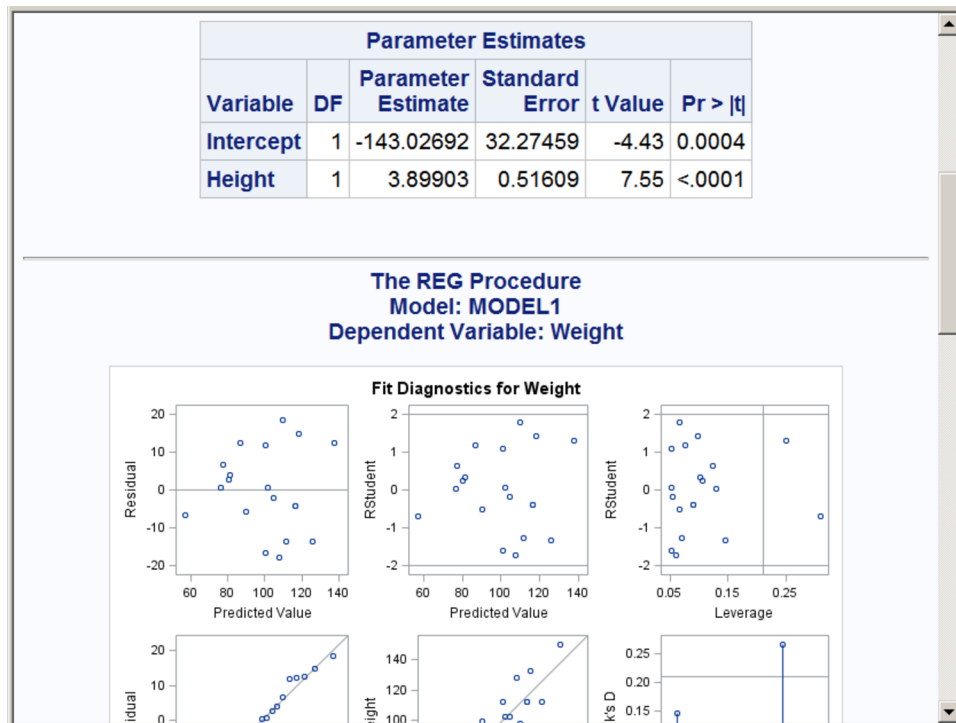 Parameter Estimates
Variable DF Parameter Estimate Standard Error t Value Pr > |t|
Intercept 1 -143.02692 32.27459 -4.43 0.0004
Height 1 3.89903 0.51609 7.55 <.0001
The REG Procedure
Model: MODEL1
Dependent Variable: Weight
Fit Diagnostics for Weight
20
10
0
-10
-20
Residual
60 80 100 120 140
Predicted Value
2
1
0
-1
-2
RStudent
60 80 100 120 140
Predicted Value
2
1
0
-1
-2
RStudent
0.05 0.15 0.25
Leverage
20
10
0
140
120
100
0.25
0.20
0.15